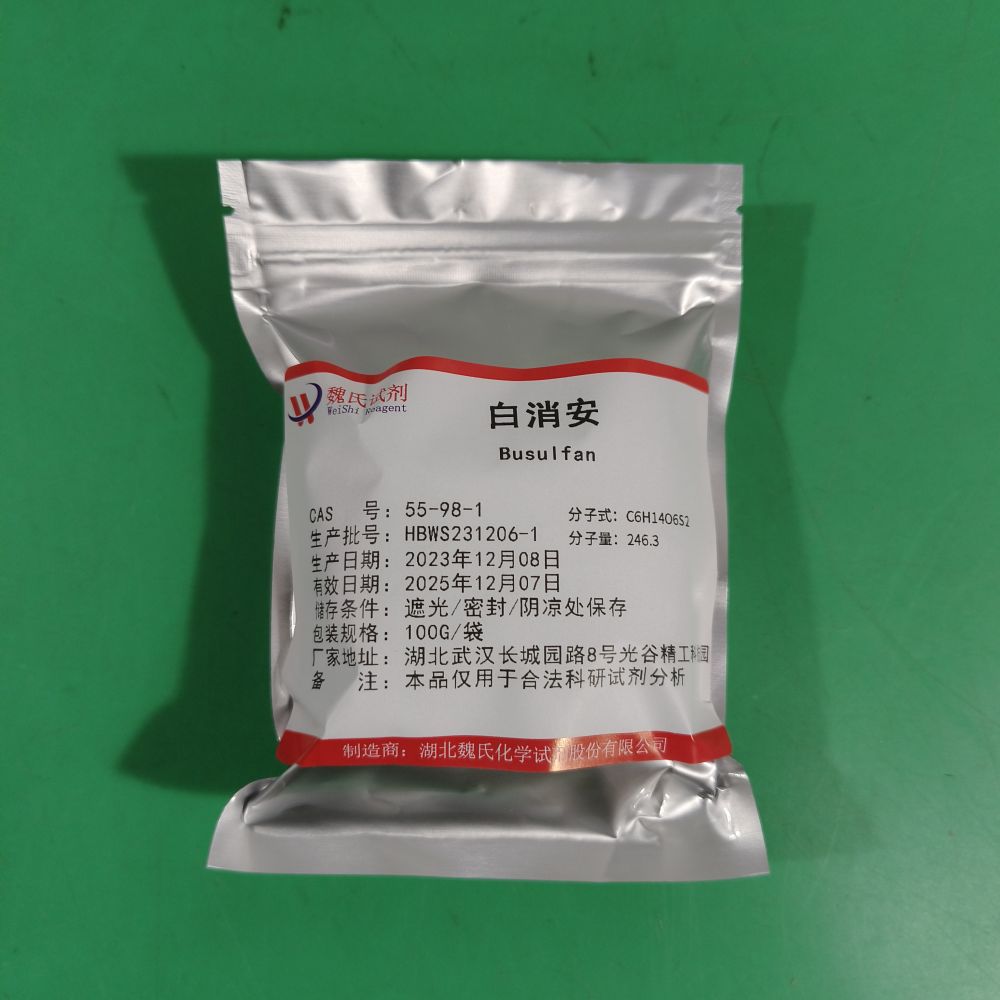 魏氏试剂
WeiShi Reagent
白消安
Busulfan
CAS 号: 55-98-1
分子式: C6H14O6S2
生产批号: HBWS231206-1
分子量: 246.3
生产日期: 2023年12月08日
有效日期: 2025年12月07日
储存条件: 遮光/密封/阴凉处保存
包装规格: 100G/袋
厂家地址: 湖北武汉长城园路8号光谷精工科技园
备 注: 本品仅用于合法科研试剂分析
制造商: 湖北魏氏化学试剂股份有限公司